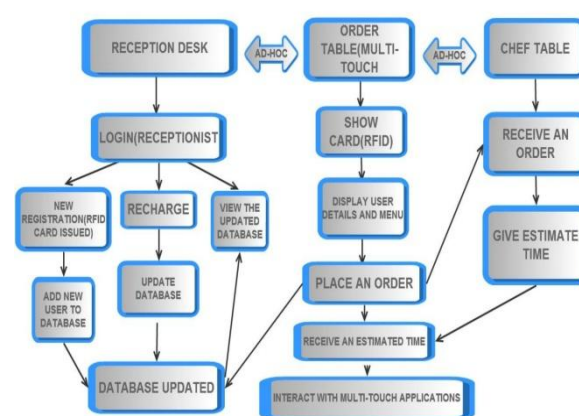 RECEPTION DESK
AD-HOC
ORDER
TABLE(MULTI-
TOUCH
AD-HOC
CHEF TABLE
LOGIN(RECEPTIONIST
SHOW
CARD(RFID)
RECEIVE AN
ORDER
NEW
REGISTRATION(RFID
CARD ISSUED)
RECHARGE
VIEW THE
UPDATED
DATABASE
DISPLAY USER
DETAILS AND MENU
GIVE ESTIMATE
TIME
ADD NEW
USER TO
DATABASE
UPDATE
DATABASE
PLACE AN ORDER
RECEIVE AN ESTIMATED TIME
DATABASE UPDATED
INTERACT WITH MULTI-TOUCH APPLICATIONS